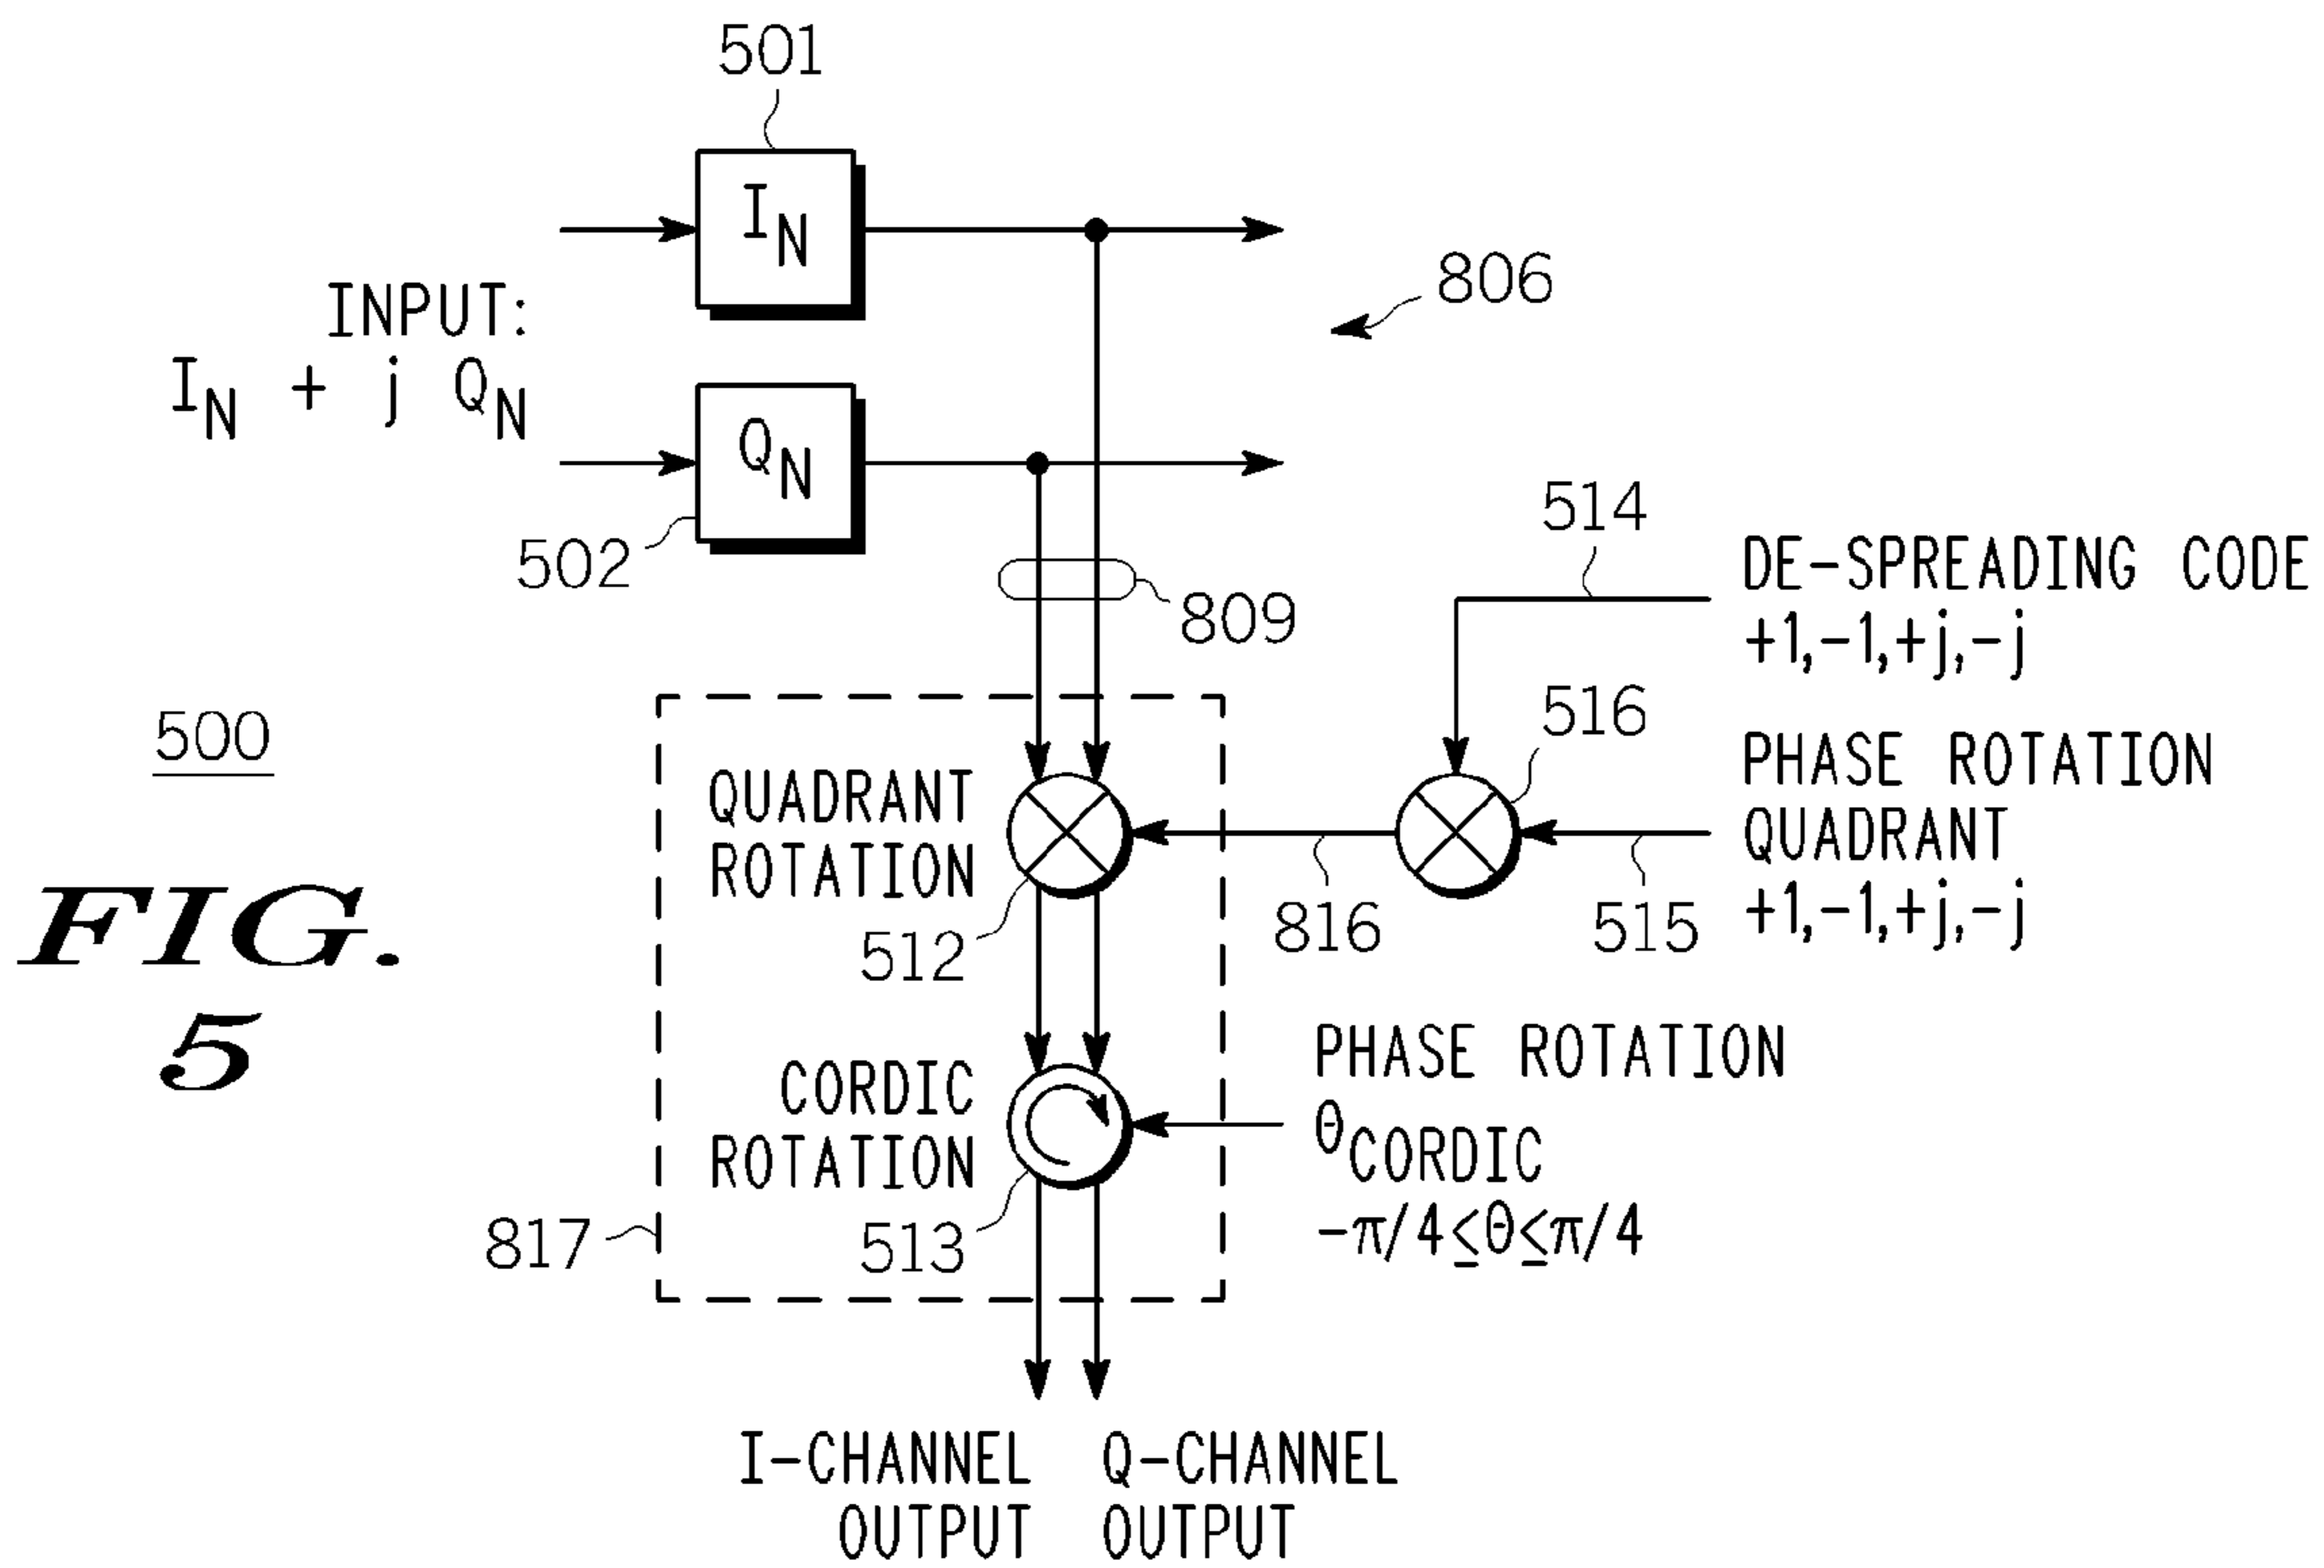 501
I_N
806
INPUT:
I_N + j Q_N
Q_N
502
514
DE-SPREADING CODE
+1,-1,+j,-j
809
516
500
PHASE ROTATION
QUADRANT
+1,-1,+j,-j
QUADRANT
ROTATION
512
816
515
FIG.
5
PHASE ROTATION
θ_CORDIC
-π/4≤θ≤π/4
CORDIC
ROTATION
817
513
I-CHANNEL
OUTPUT
Q-CHANNEL
OUTPUT